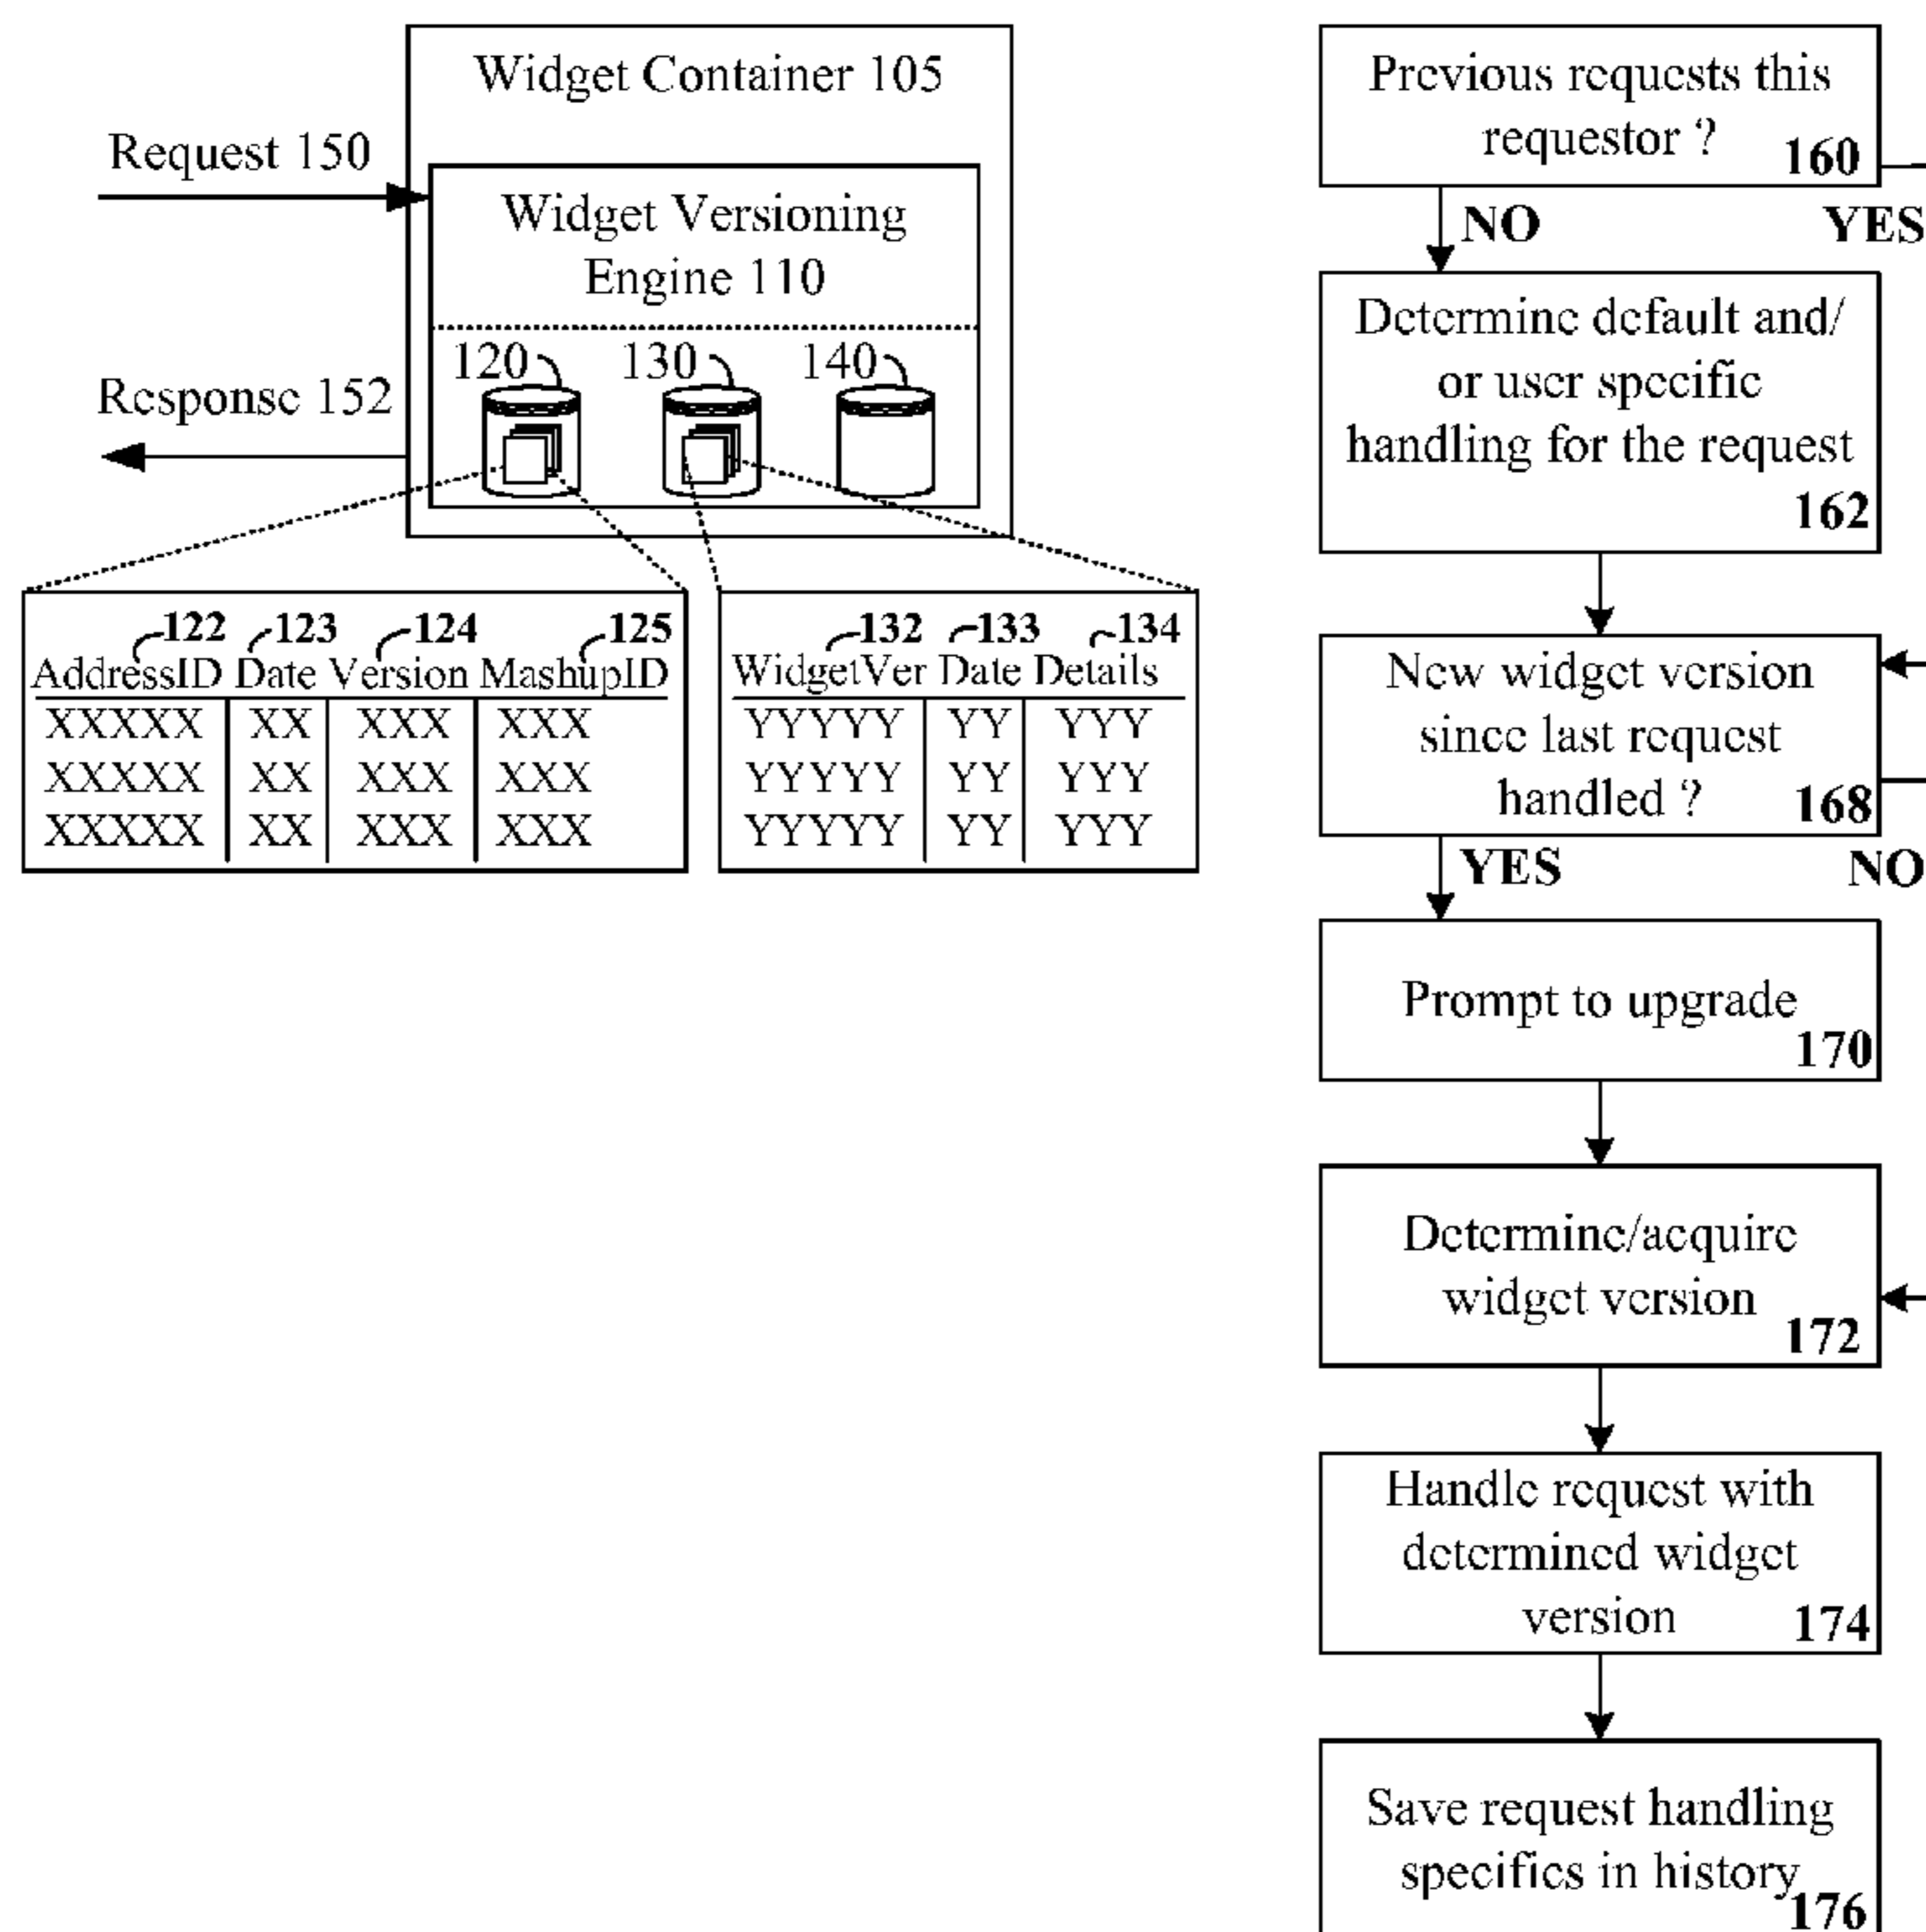 Widget Container 105
Request 150
Widget Versioning
Engine 110
120
130
140
Response 152
122
123
124
125
AddressID Date Version MashupID
XXXXX XX XXX XXX
XXXXX XX XXX XXX
XXXXX XX XXX XXX
132
133
134
WidgetVer Date Details
YYYYY YY YYY
YYYYY YY YYY
YYYYY YY YYY
Previous requests this
requestor ?
160
NO
YES
Determine default and/
or user specific
handling for the request
162
New widget version
since last request
handled ?
168
YES
NO
Prompt to upgrade
170
Determine/acquire
widget version
172
Handle request with
determined widget
version
174
Save request handling
specifics in history
176